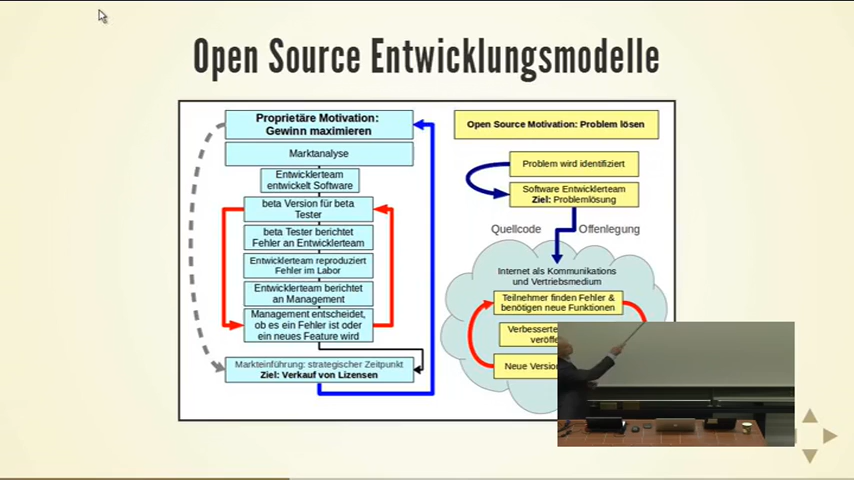 Open Source Entwicklungsmodelle
Proprietäre Motivation:
Gewinn maximieren
Marktanalyse
Entwicklerteam
entwickelt Software
beta Version für beta
Tester
beta Tester berichtet
Fehler an Entwicklerteam
Entwicklerteam reproduziert
Fehler im Labor
Entwicklerteam berichtet
an Management
Management entscheidet,
ob es ein Fehler ist oder
ein neues Feature wird
Markteinführung: strategischer Zeitpunkt
Ziel: Verkauf von Lizensen
Open Source Motivation: Problem lösen
Problem wird identifiziert
Software Entwicklerteam
Ziel: Problemlösung
Quellcode Offenlegung
Internet als Kommunikations
und Vertriebsmedium
Teilnehmer finden Fehler &
benötigen neue Funktionen
Verbesserte
veröffe
Neue Version